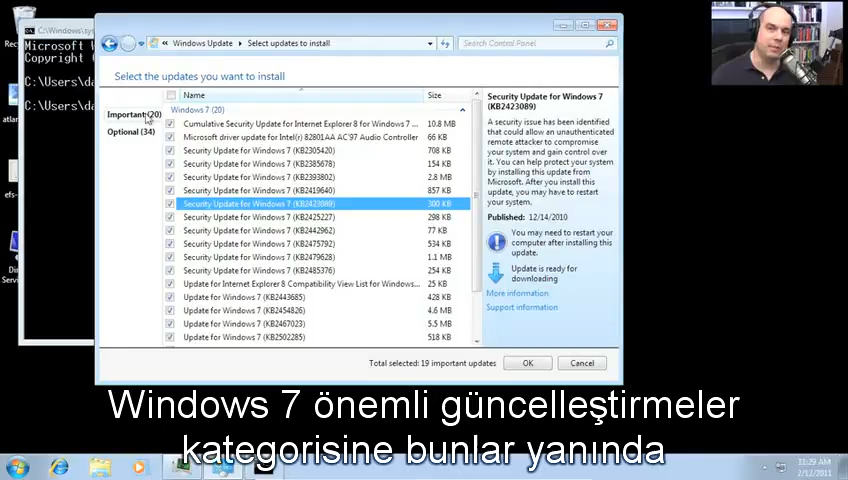 C:\Windows\sys
Microsoft W
Copyright (
C:\Users\da
C:\Users\da
Recy
atlan
efs-
Di
Servi
Windows Update
Select updates to install
Search Control Panel
Select the updates you want to install
Important (20)
Optional (34)
Name
Size
Windows 7 (20)
Cumulative Security Update for Internet Explorer 8 for Windows 7 ... 10.8 MB
Microsoft driver update for Intel(r) 82801AA AC'97 Audio Controller 66 KB
Security Update for Windows 7 (KB2305420) 708 KB
Security Update for Windows 7 (KB2385678) 154 KB
Security Update for Windows 7 (KB2393802) 2.8 MB
Security Update for Windows 7 (KB2419640) 857 KB
Security Update for Windows 7 (KB2423089) 300 KB
Security Update for Windows 7 (KB2425227) 298 KB
Security Update for Windows 7 (KB2442962) 77 KB
Security Update for Windows 7 (KB2475792) 534 KB
Security Update for Windows 7 (KB2479628) 1.1 MB
Security Update for Windows 7 (KB2485376) 254 KB
Update for Internet Explorer 8 Compatibility View List for Windows... 25 KB
Update for Windows 7 (KB2443685) 428 KB
Update for Windows 7 (KB2454826) 4.6 MB
Update for Windows 7 (KB2467023) 5.5 MB
Update for Windows 7 (KB2502285) 518 KB
Security Update for Windows 7
(KB2423089)
A security issue has been identified
that could allow an unauthenticated
remote attacker to compromise
your system and gain control over
it. You can help protect your
system by installing this update
from Microsoft. After you install this
update, you may have to restart
your system.
Published: 12/14/2010
You may need to restart your
computer after installing this
update.
Update is ready for
downloading
More information
Support information
Total selected: 19 important updates
OK
Cancel
Windows 7 önemli güncelleştirmeler
kategorisine bunlar yanında
11:29 AM
2/12/2011